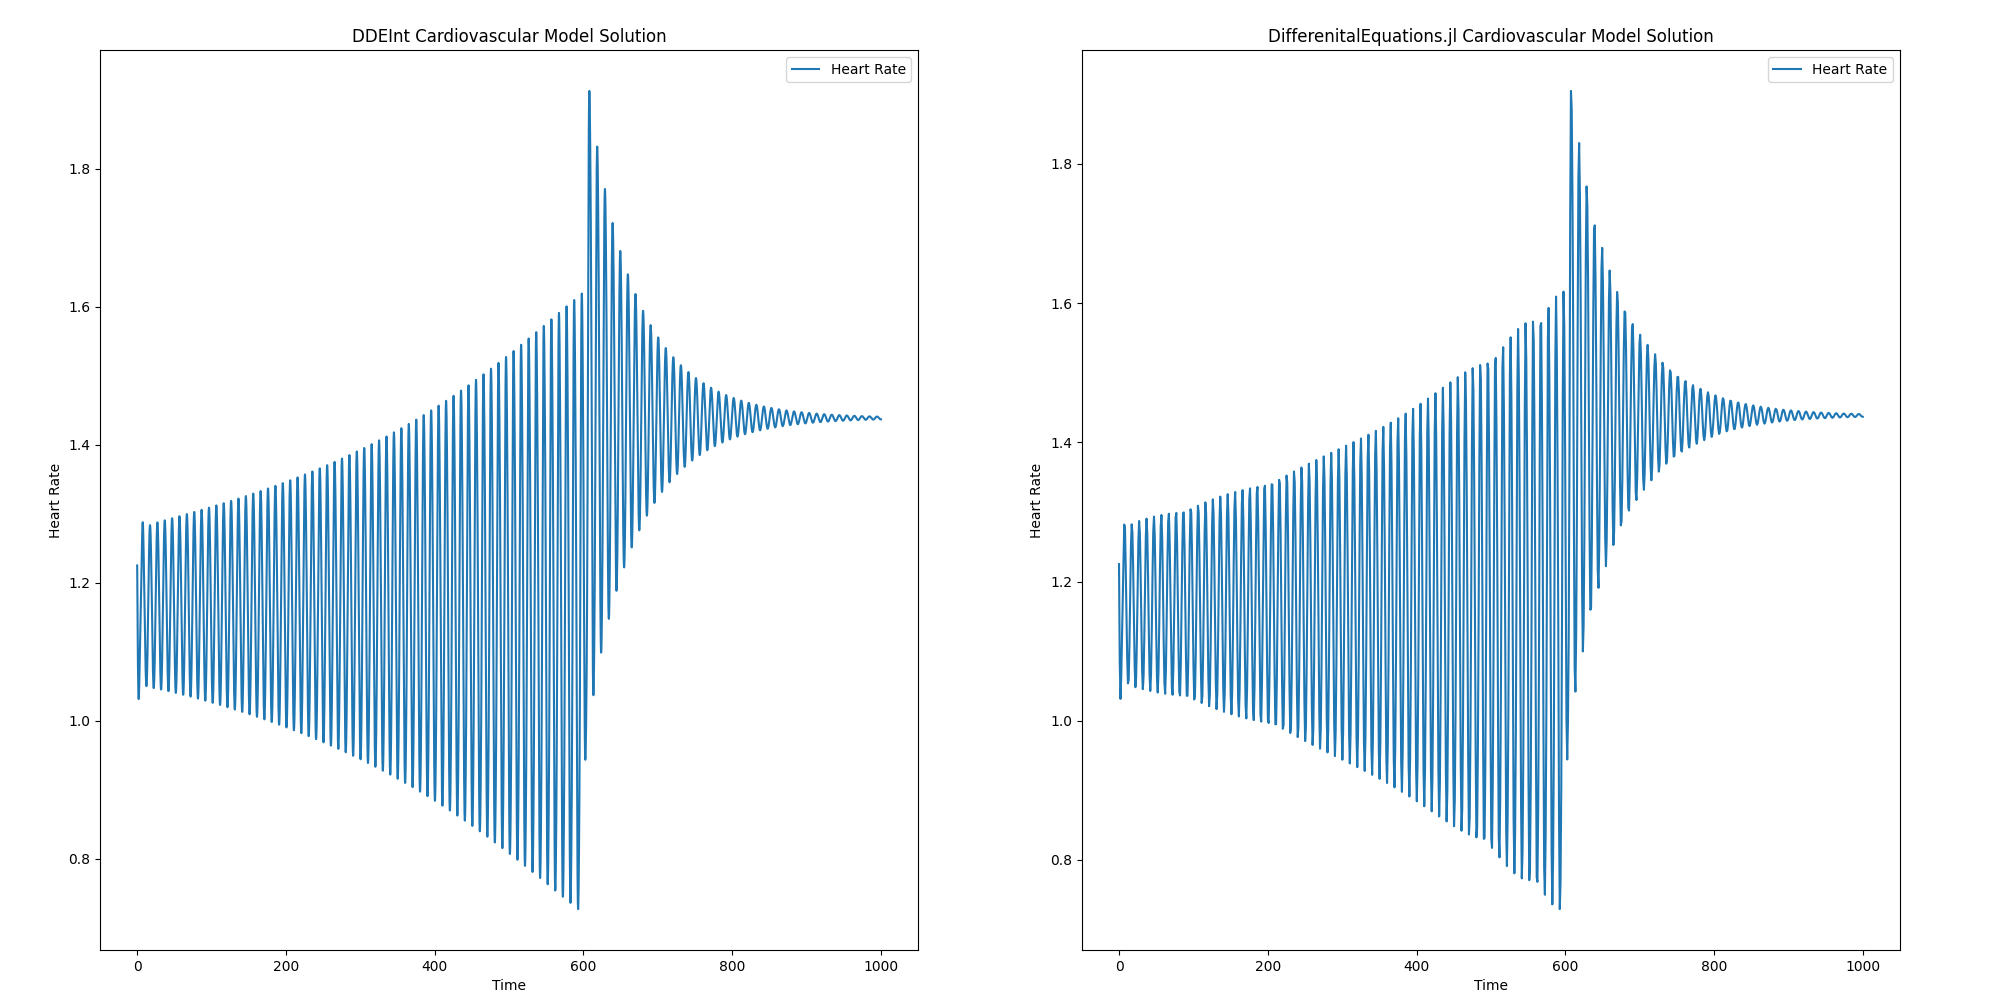 DDEInt Cardiovascular Model Solution
Heart Rate
1.8
1.6
1.4
1.2
1.0
0.8
Heart Rate
0 200 400 600 800 1000
Time
DifferenitalEquations.jl Cardiovascular Model Solution
Heart Rate
1.8
1.6
1.4
1.2
1.0
0.8
Heart Rate
0 200 400 600 800 1000
Time